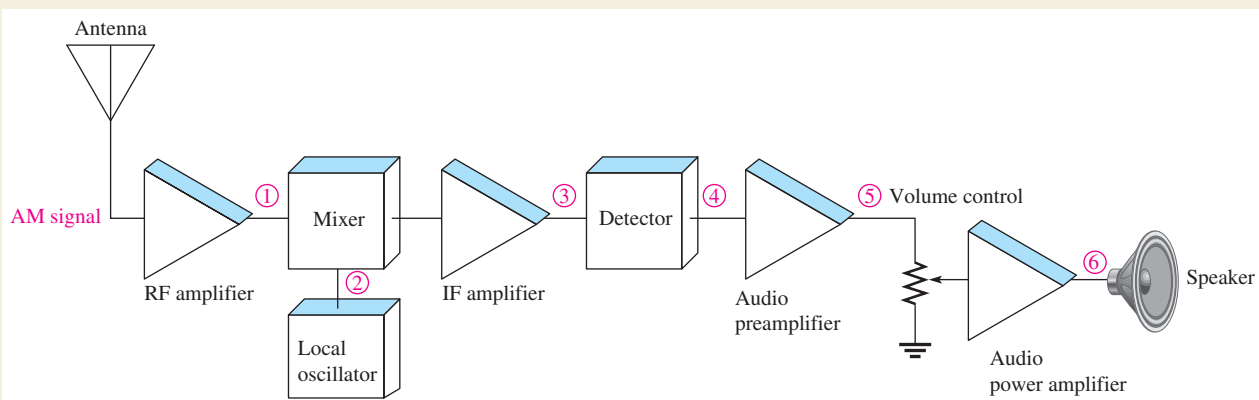 Antenna
AM signal
RF amplifier
1
Mixer
2
Local
oscillator
IF amplifier
3
Detector
4
Audio
preamplifier
5
Volume control
Audio
power amplifier
6
Speaker